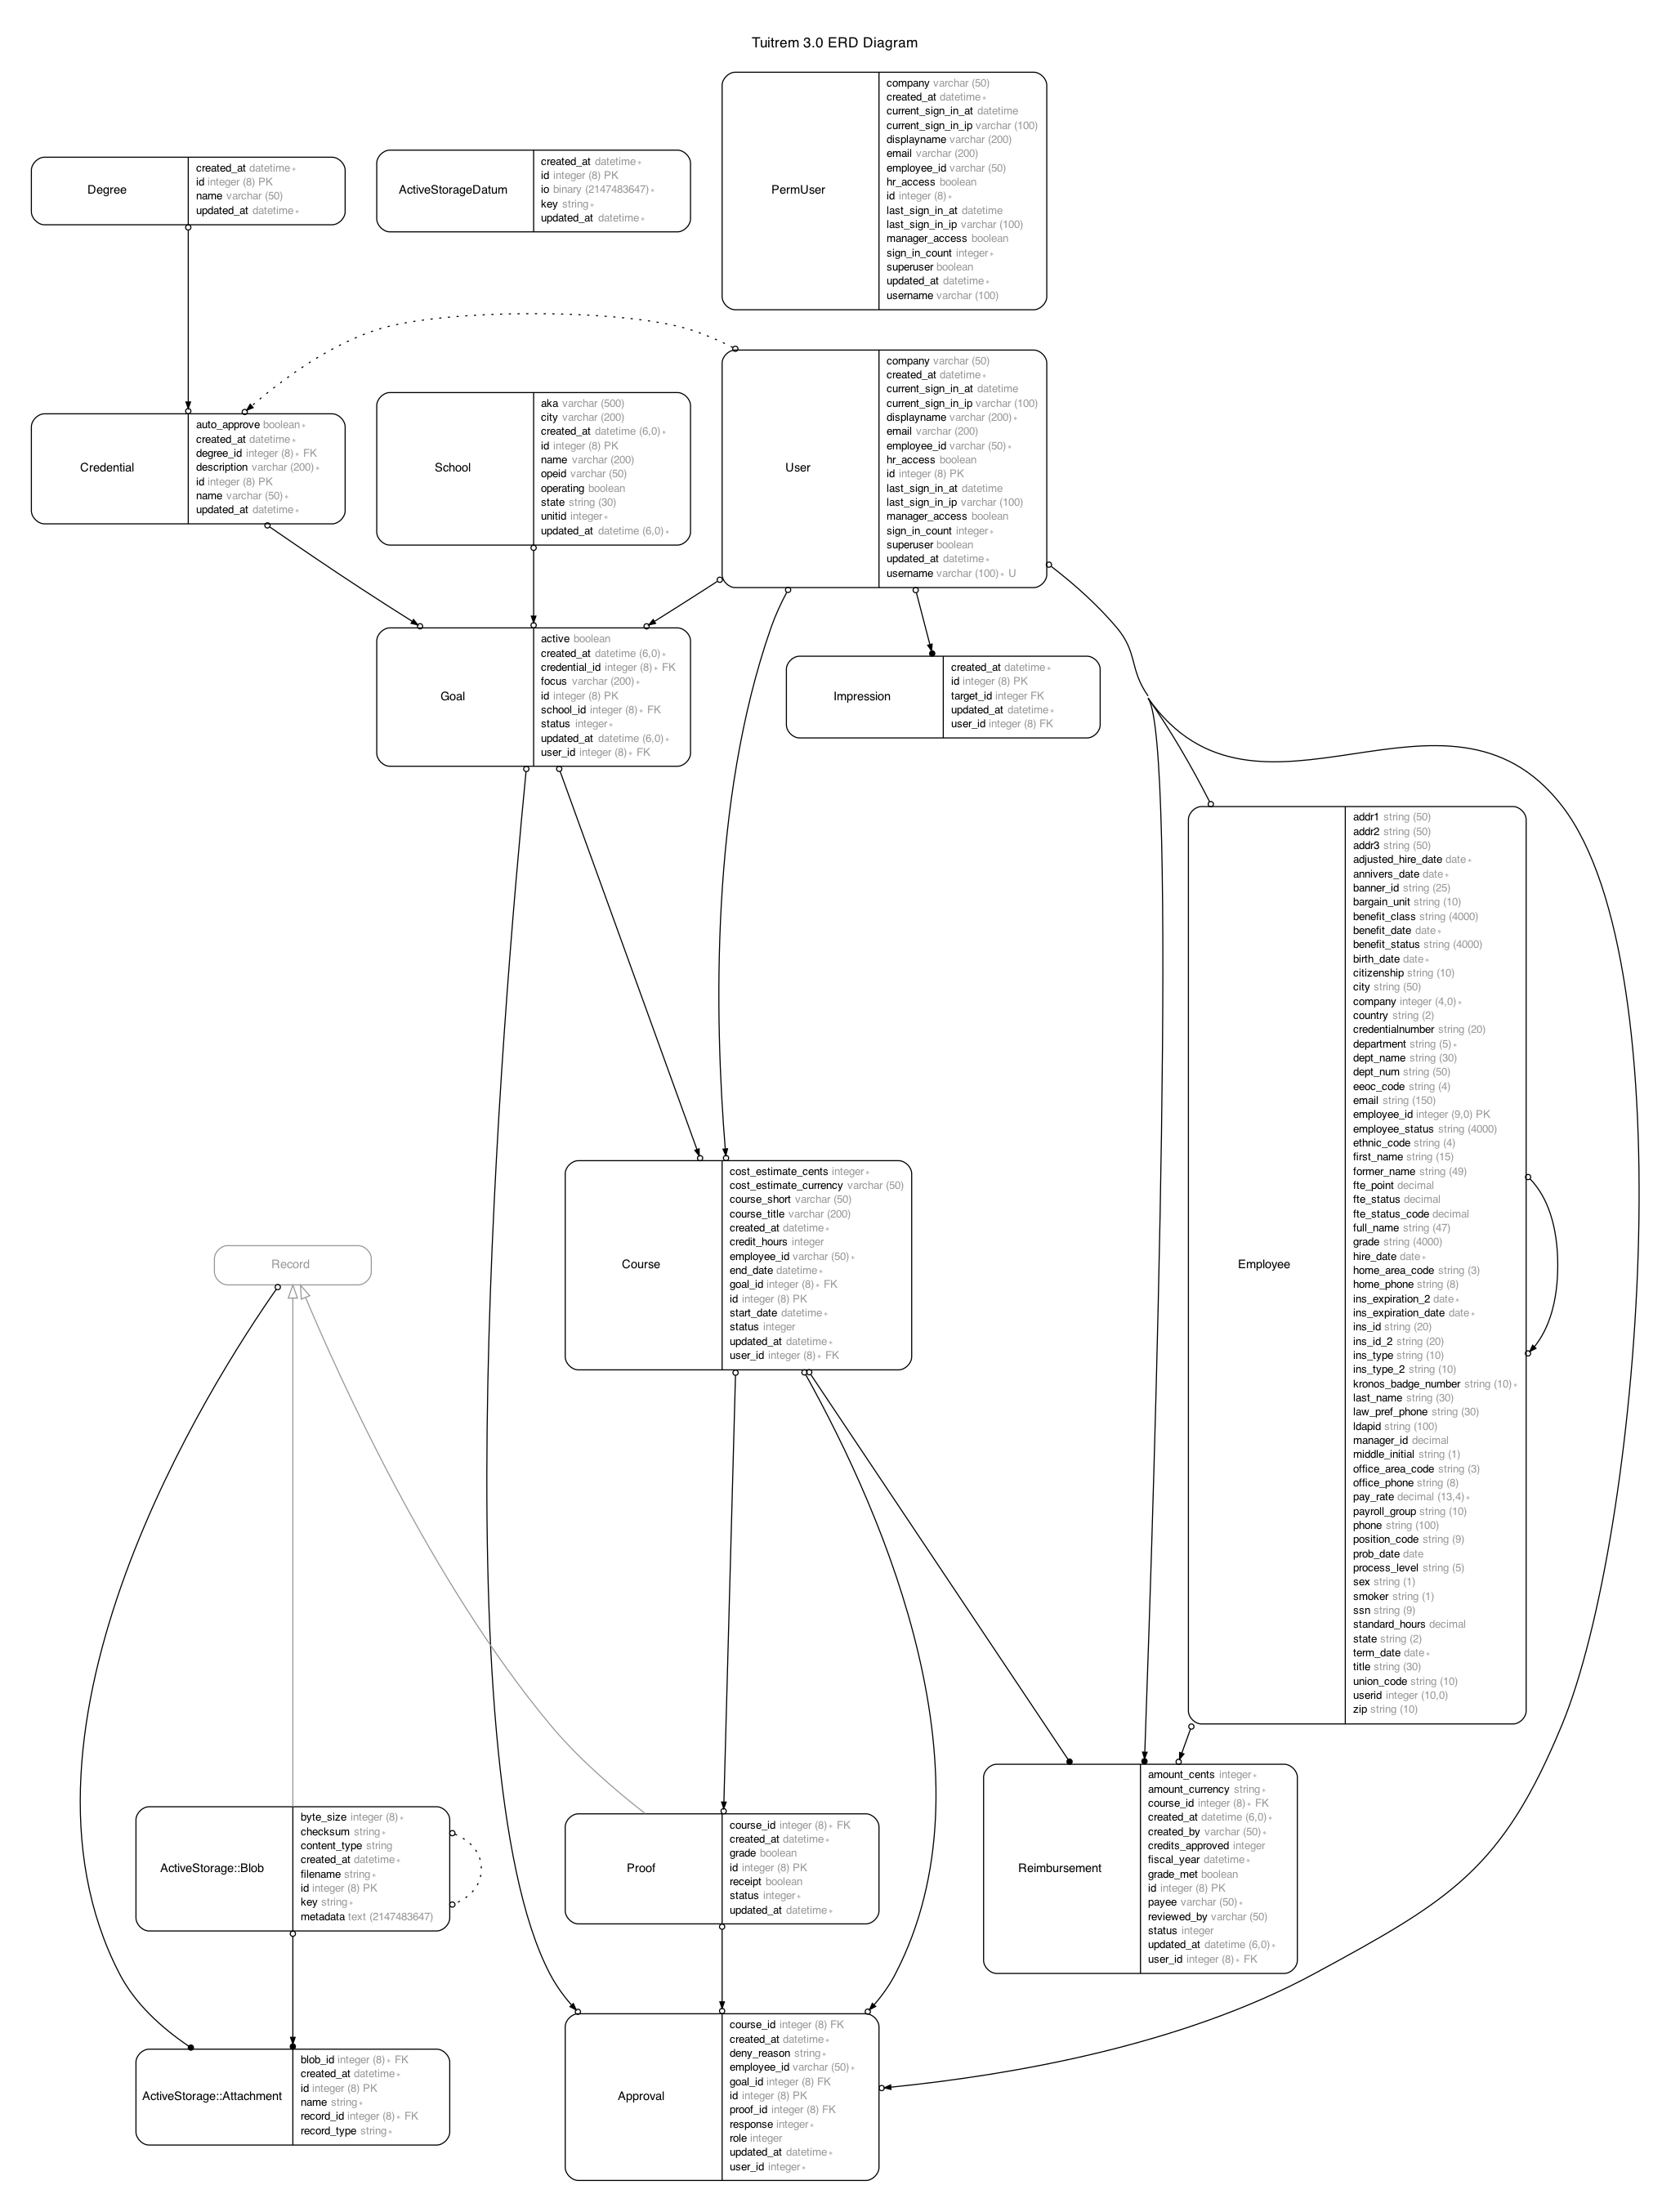 Tuitrem 3.0 ERD Diagram
PermUser
company varchar (50)
created_at datetime∗
current_sign_in_at datetime
current_sign_in_ip varchar (100)
displayname varchar (200)
email varchar (200)
employee_id varchar (50)
hr_access boolean
id integer (8)∗
last_sign_in_at datetime
last_sign_in_ip varchar (100)
manager_access boolean
sign_in_count integer∗
superuser boolean
updated_at datetime∗
username varchar (100)
Degree
created_at datetime∗
id integer (8) PK
name varchar (50)
updated_at datetime∗
ActiveStorageDatum
created_at datetime∗
id integer (8) PK
io binary (2147483647)∗
key string∗
updated_at datetime∗
Credential
auto_approve boolean∗
created_at datetime∗
degree_id integer (8)∗ FK
description varchar (200)∗
id integer (8) PK
name varchar (50)∗
updated_at datetime∗
School
aka varchar (500)
city varchar (200)
created_at datetime (6,0)∗
id integer (8) PK
name varchar (200)
opeid varchar (50)
operating boolean
state string (30)
unitid integer∗
updated_at datetime (6,0)∗
User
company varchar (50)
created_at datetime∗
current_sign_in_at datetime
current_sign_in_ip varchar (100)
displayname varchar (200)∗
email varchar (200)
employee_id varchar (50)∗
hr_access boolean
id integer (8) PK
last_sign_in_at datetime
last_sign_in_ip varchar (100)
manager_access boolean
sign_in_count integer∗
superuser boolean
updated_at datetime∗
username varchar (100)∗ U
Goal
active boolean
created_at datetime (6,0)∗
credential_id integer (8)∗ FK
focus varchar (200)∗
id integer (8) PK
school_id integer (8)∗ FK
status integer∗
updated_at datetime (6,0)∗
user_id integer (8)∗ FK
Impression
created_at datetime∗
id integer (8) PK
target_id integer FK
updated_at datetime∗
user_id integer (8) FK
Employee
addr1 string (50)
addr2 string (50)
addr3 string (50)
adjusted_hire_date date∗
annivers_date date∗
banner_id string (25)
bargain_unit string (10)
benefit_class string (4000)
benefit_date date∗
benefit_status string (4000)
birth_date date∗
citizenship string (10)
city string (50)
company integer (4,0)∗
country string (2)
credentialnumber string (20)
department string (5)∗
dept_name string (30)
dept_num string (50)
eeoc_code string (4)
email string (150)
employee_id integer (9,0) PK
employee_status string (4000)
ethnic_code string (4)
first_name string (15)
former_name string (49)
fte_point decimal
fte_status decimal
fte_status_code decimal
full_name string (47)
grade string (4000)
hire_date date∗
home_area_code string (3)
home_phone string (8)
ins_expiration_2 date∗
ins_expiration_date date∗
ins_id string (20)
ins_id_2 string (20)
ins_type string (10)
ins_type_2 string (10)
kronos_badge_number string (10)∗
last_name string (30)
law_pref_phone string (30)
ldapid string (100)
manager_id decimal
middle_initial string (1)
office_area_code string (3)
office_phone string (8)
pay_rate decimal (13,4)∗
payroll_group string (10)
phone string (100)
position_code string (9)
prob_date date
process_level string (5)
sex string (1)
smoker string (1)
ssn string (9)
standard_hours decimal
state string (2)
term_date date∗
title string (30)
union_code string (10)
userid integer (10,0)
zip string (10)
Course
cost_estimate_cents integer∗
cost_estimate_currency varchar (50)
course_short varchar (50)
course_title varchar (200)
created_at datetime∗
credit_hours integer
employee_id varchar (50)∗
end_date datetime∗
goal_id integer (8)∗ FK
id integer (8) PK
start_date datetime∗
status integer
updated_at datetime∗
user_id integer (8)∗ FK
Record
ActiveStorage::Blob
byte_size integer (8)∗
checksum string∗
content_type string
created_at datetime∗
filename string∗
id integer (8) PK
key string∗
metadata text (2147483647)
Proof
course_id integer (8)∗ FK
created_at datetime∗
grade boolean
id integer (8) PK
receipt boolean
status integer∗
updated_at datetime∗
Reimbursement
amount_cents integer∗
amount_currency string∗
course_id integer (8)∗ FK
created_at datetime (6,0)∗
created_by varchar (50)∗
credits_approved integer
fiscal_year datetime∗
grade_met boolean
id integer (8) PK
payee varchar (50)∗
reviewed_by varchar (50)
status integer
updated_at datetime (6,0)∗
user_id integer (8)∗ FK
ActiveStorage::Attachment
blob_id integer (8)∗ FK
created_at datetime∗
id integer (8) PK
name string∗
record_id integer (8)∗ FK
record_type string∗
Approval
course_id integer (8) FK
created_at datetime∗
deny_reason string∗
employee_id varchar (50)∗
goal_id integer (8) FK
id integer (8) PK
proof_id integer (8) FK
response integer∗
role integer
updated_at datetime∗
user_id integer∗